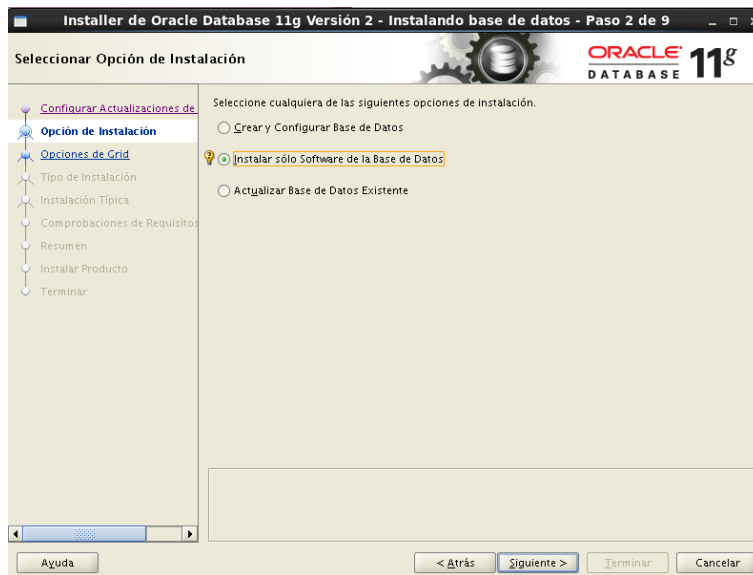 Installer de Oracle Database 11g Versión 2 - Instalando base de datos - Paso 2 de 9
Seleccionar Opción de Instalación
ORACLE DATABASE 11g
Configurar Actualizaciones de
Opción de Instalación
Opciones de Grid
Tipo de Instalación
Instalación Típica
Comprobaciones de Requisitos
Resumen
Instalar Producto
Terminar
Seleccione cualquiera de las siguientes opciones de instalación.
Crear y Configurar Base de Datos
Instalar sólo Software de la Base de Datos
Actualizar Base de Datos Existente
Ayuda
< Atrás
Siguiente >
Terminar
Cancelar